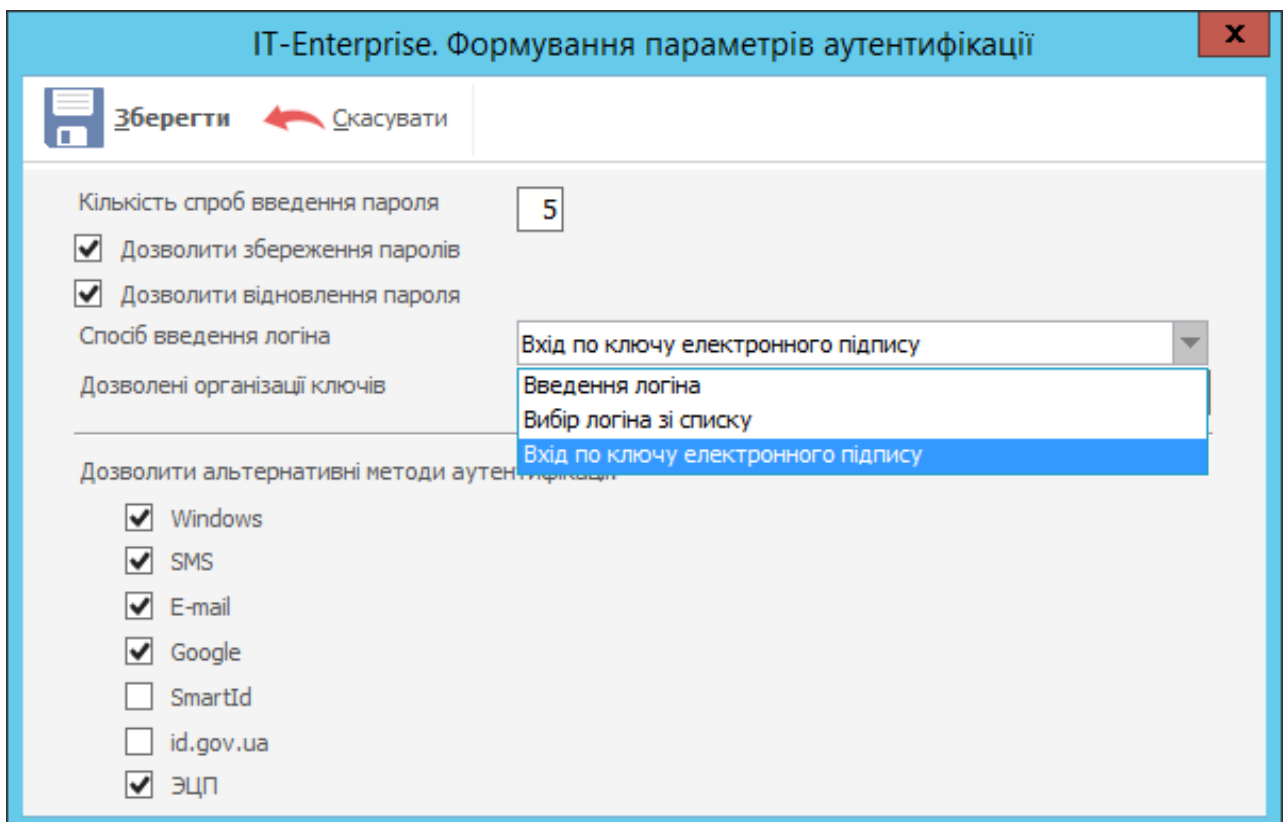 IT-Enterprise. Формування параметрів аутентифікації
x
Зберегти Скасувати
Кількість спроб введення пароля 5
Дозволити збереження паролів
Дозволити відновлення пароля
Спосіб введення логіна Вхід по ключу електронного підпису
Дозволені організації ключів Введення логіна
Вибір логіна зі списку
Вхід по ключу електронного підпису
Дозволити альтернативні методи аутентифікації
Windows
SMS
E-mail
Google
SmartId
id.gov.ua
ЭЦП